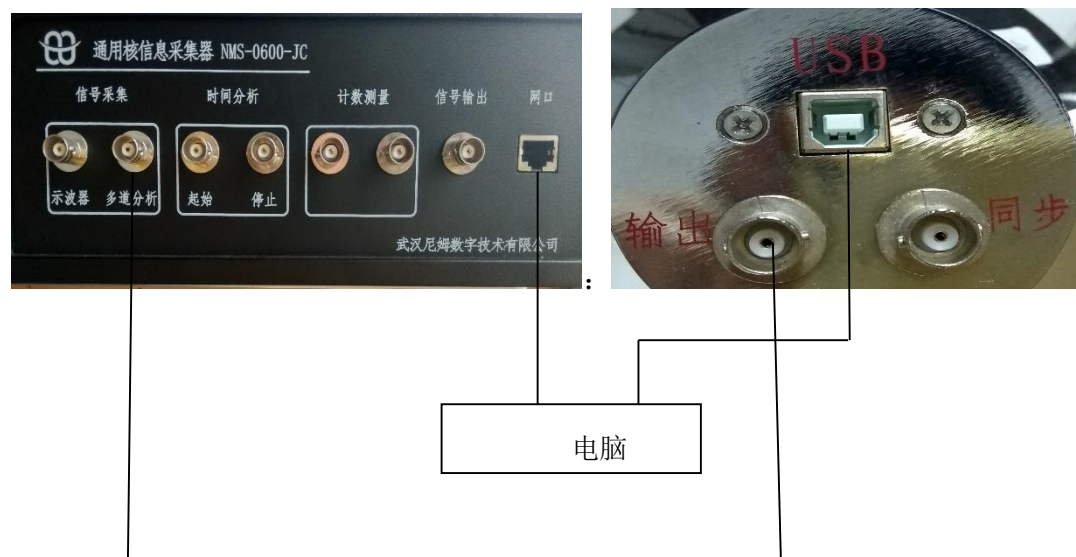 通用核信息采集器 NMS-0600-JC
信号采集 时间分析 计数测量 信号输出 网口
示波器 多道分析 起始 停止
武汉尼姆数字技术有限公司
:
USB
输出 同步
电脑